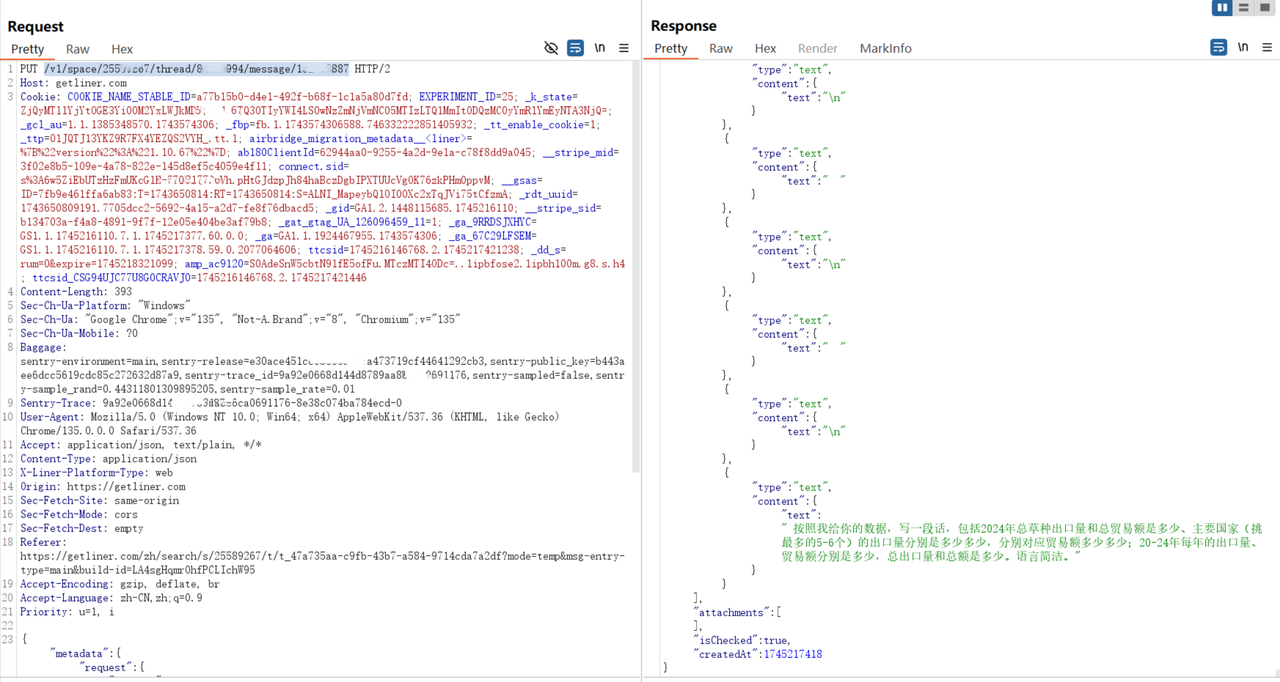 Request
Pretty Raw Hex \n
1 PUT /v1/space/255 /thread/8 994/message/1 887 HTTP/2
2 Host: getliner.com
3 Cookie: COOKIE_NAME_STABLE_ID=a77b15b0-d4e1-492f-b68f-1c1a5a80d7fd; EXPERIMENT_ID=25; _k_state=
_gcl_au=1.1.1385348570.1743574306; _fbp=fb.1.1743574306588.746332222851405932; _tt_enable_cookie=1;
_ttp=01JQTJ13YKZ9R7FX4YEZQS2VYH_.tt.1; airbridge_migration_metadata__<liner>=
%7B%22version%22%3A%221.10.67%22%7D; ab180ClientId=62944aa0-9255-4a2d-9e1a-c78f8dd9a045; __stripe_mid=
3f02e8b5-109e-4a78-822e-145d8ef5c4059e4f11; connect.sid=
__gsas=
ID=7fb9e461ffa6ab83:T=1743650814:RT=1743650814:S=ALNI_MapeybQ10I00Xc2xTqJVi75tCfzmA; _rdt_uuid=
1743650809191.7705dcc2-5692-4a15-a2d7-fe8f76dbacd5; _gid=GA1.2.1448115685.1745216110; __stripe_sid=
b134703a-f4a8-4891-9f7f-12e05e404be3af79b8; _gat_gtag_UA_126096459_11=1; _ga_9RRDSJXHYC=
GS1.1.1745216110.7.1.1745217377.60.0.0; _ga=GA1.1.1924467955.1743574306; _ga_67C29LFSEM=
GS1.1.1745216110.7.1.1745217378.59.0.2077064606; ttcsid=1745216146768.2.1745217421238; _dd_s=
rum=0&expire=1745218321099; amp_ac9120=S0AdeSnW5cbtN91fE5ofFu.MTczMTI4ODc=..1ipbfose2.1ipbhl00m.g8.s.h4
; ttcsid_CSG94UJC77U8G0CRAVJ0=1745216146768.2.1745217421446
4 Content-Length: 393
5 Sec-Ch-Ua-Platform: "Windows"
6 Sec-Ch-Ua: "Google Chrome";v="135", "Not-A.Brand";v="8", "Chromium";v="135"
7 Sec-Ch-Ua-Mobile: ?0
8 Baggage:
sentry-environment=main,sentry-release=e30ace451c a473719cf44641292cb3,sentry-public_key=b443a
ee6dcc5619cdc85c272632d87a9,sentry-trace_id=9a92e0668d144d8789aa8 0691176,sentry-sampled=false,sentr
y-sample_rand=0.44311801309895205,sentry-sample_rate=0.01
9 Sentry-Trace: 9a92e0668d1 6ca0691176-8e38c074ba784ecd-0
10 User-Agent: Mozilla/5.0 (Windows NT 10.0; Win64; x64) AppleWebKit/537.36 (KHTML, like Gecko)
Chrome/135.0.0.0 Safari/537.36
11 Accept: application/json, text/plain, */*
12 Content-Type: application/json
13 X-Liner-Platform-Type: web
14 Origin: https://getliner.com
15 Sec-Fetch-Site: same-origin
16 Sec-Fetch-Mode: cors
17 Sec-Fetch-Dest: empty
18 Referer:
https://getliner.com/zh/search/s/25589267/t/t_47a735aa-c9fb-43b7-a584-9714cda7a2df?mode=temp&msg-entry-
type=main&build-id=LA4sgHqmr0hfPCLIchW95
19 Accept-Encoding: gzip, deflate, br
20 Accept-Language: zh-CN,zh;q=0.9
21 Priority: u=1, i
22
23 {
"metadata":{
"request":{
Response
Pretty Raw Hex Render MarkInfo \n
"type":"text",
"content":{
"text":"\n"
}
},
{
"type":"text",
"content":{
"text":"  "
}
},
{
"type":"text",
"content":{
"text":"\n"
}
},
{
"type":"text",
"content":{
"text":"  "
}
},
{
"type":"text",
"content":{
"text":"\n"
}
},
{
"type":"text",
"content":{
"text":
" 按照我给你的数据，写一段话，包括2024年总草种出口量和总贸易额是多少、主要国家（挑
最多的5-6个）的出口量分别是多少多少，分别对应贸易额多少多少；20-24年每年的出口量、
贸易额分别是多少，总出口量和总额是多少。语言简洁。"
}
}
],
"attachments":[
],
"isChecked":true,
"createdAt":1745217418
}